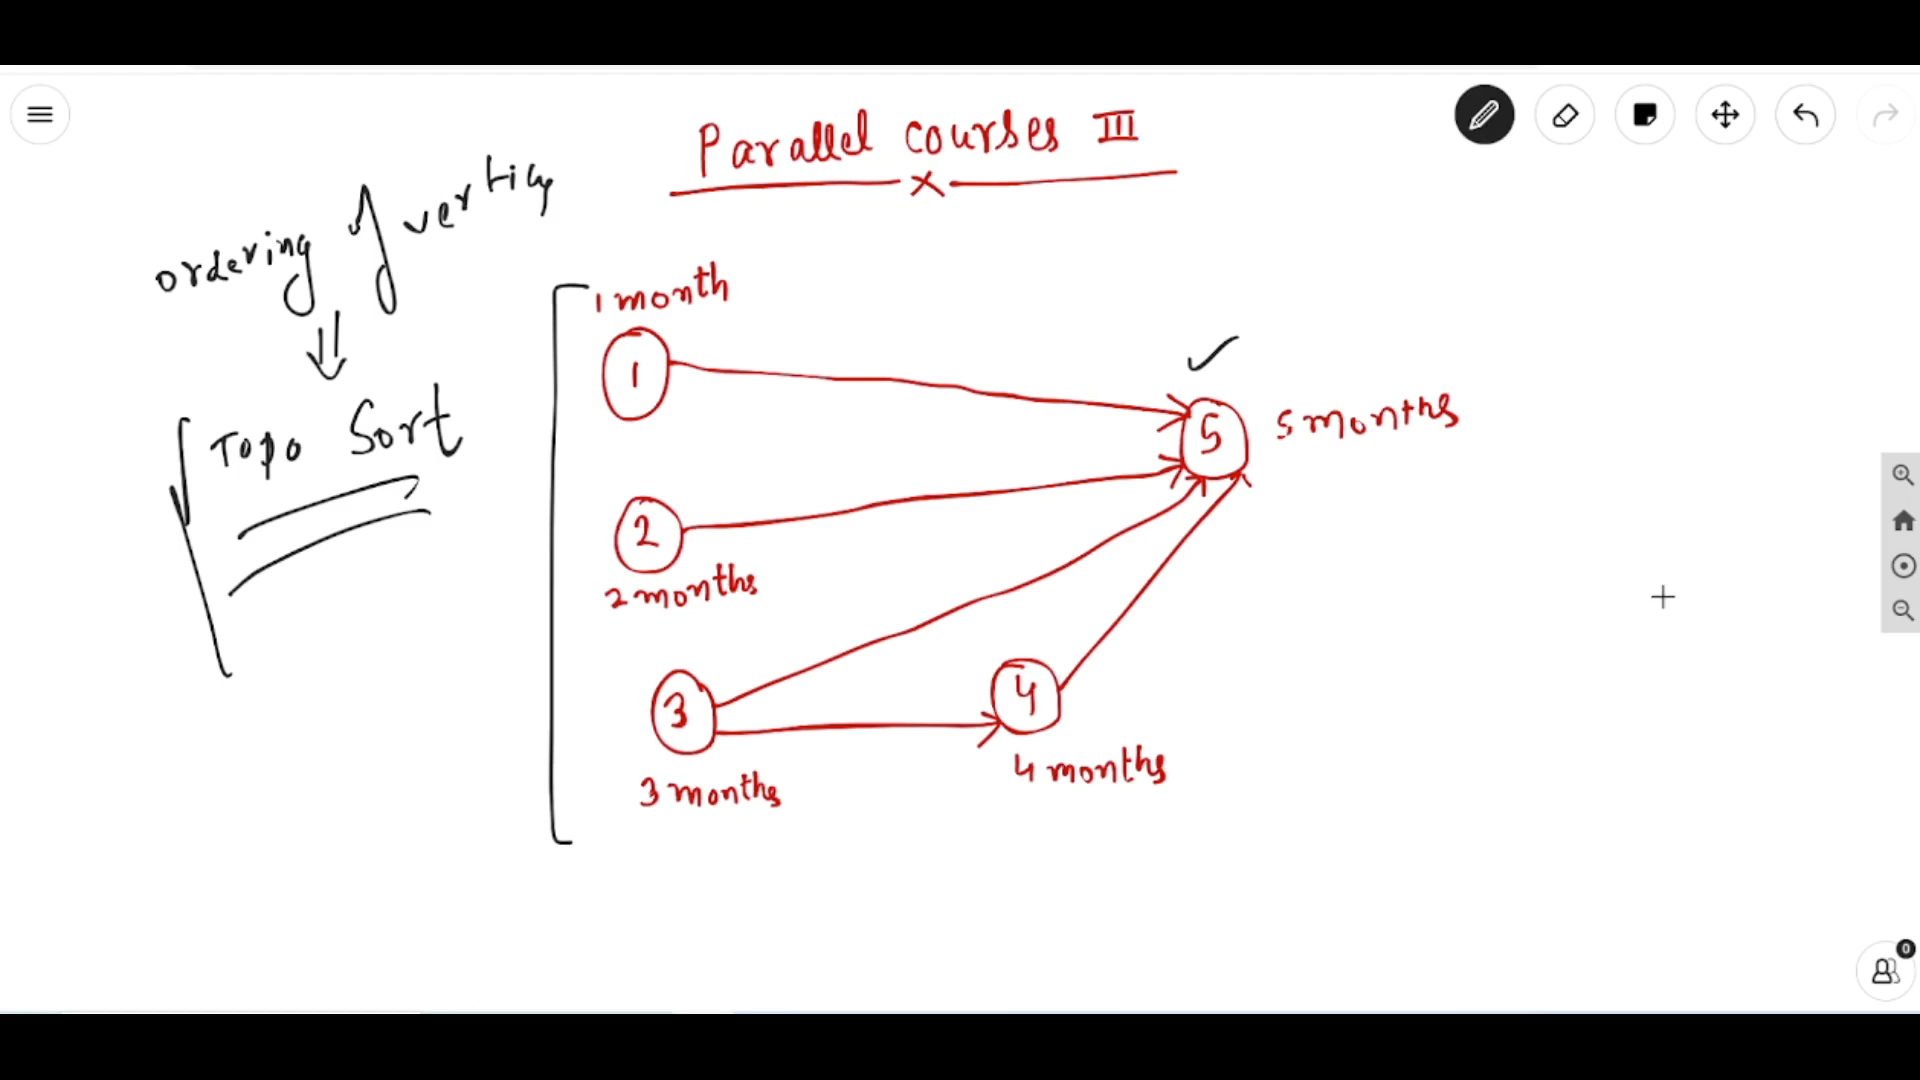 Parallel courses III
ordering of vertices
Topo Sort
1 month
1
5
5 months
2
2 months
3
3 months
4
4 months
0